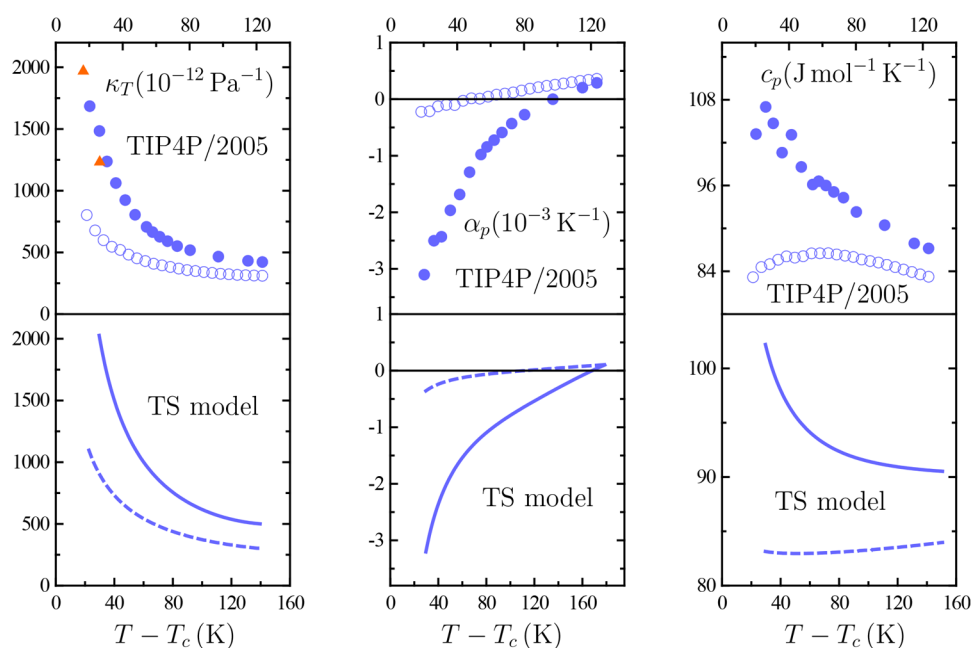 0 40 80 120
0 40 80 120
0 40 80 120
2000
1500
1000
500
0
κ_T(10⁻¹² Pa⁻¹)
TIP4P/2005
1
0
-1
-2
-3
1
α_p(10⁻³ K⁻¹)
TIP4P/2005
108
96
84
c_p(J mol⁻¹ K⁻¹)
TIP4P/2005
2000
1500
1000
500
0
TS model
0
-1
-2
-3
TS model
100
90
80
TS model
0 40 80 120 160
0 40 80 120 160
0 40 80 120 160
T − T_c (K)
T − T_c (K)
T − T_c (K)